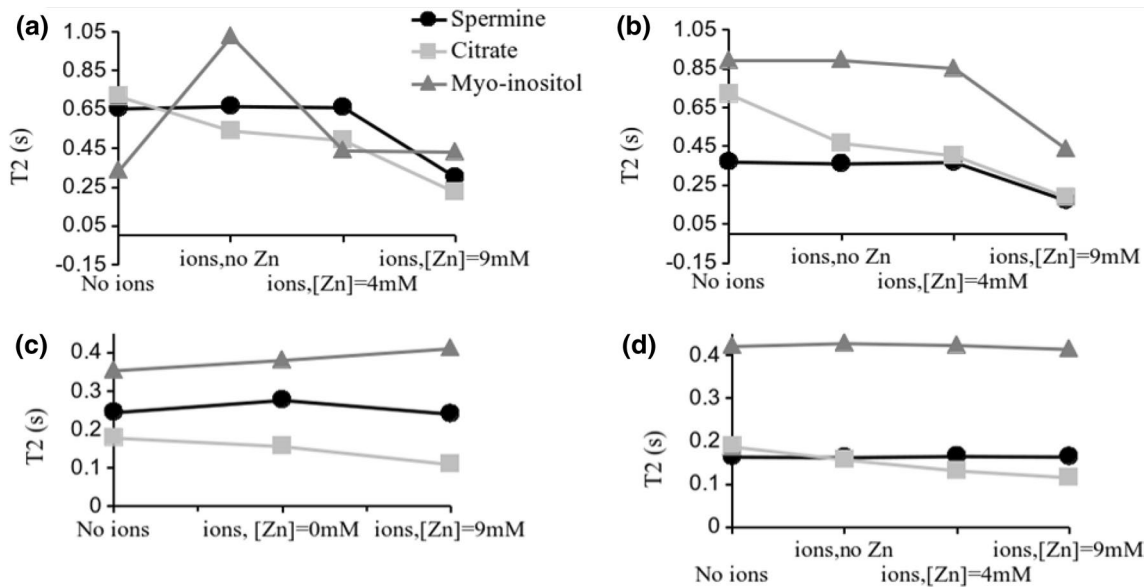 (a)
Spermine
Citrate
Myo-inositol
1.05
0.85
0.65
0.45
0.25
0.05
-0.15
T2 (s)
ions,no Zn
ions,[Zn]=9mM
No ions
ions,[Zn]=4mM
(b)
1.05
0.85
0.65
0.45
0.25
0.05
-0.15
T2 (s)
ions,no Zn
ions,[Zn]=9mM
No ions
ions,[Zn]=4mM
(c)
0.4
0.3
0.2
0.1
0
T2 (s)
No ions
ions, [Zn]=0mM
ions,[Zn]=9mM
(d)
0.4
0.3
0.2
0.1
0
T2 (s)
ions,no Zn
ions,[Zn]=9mM
No ions
ions,[Zn]=4mM